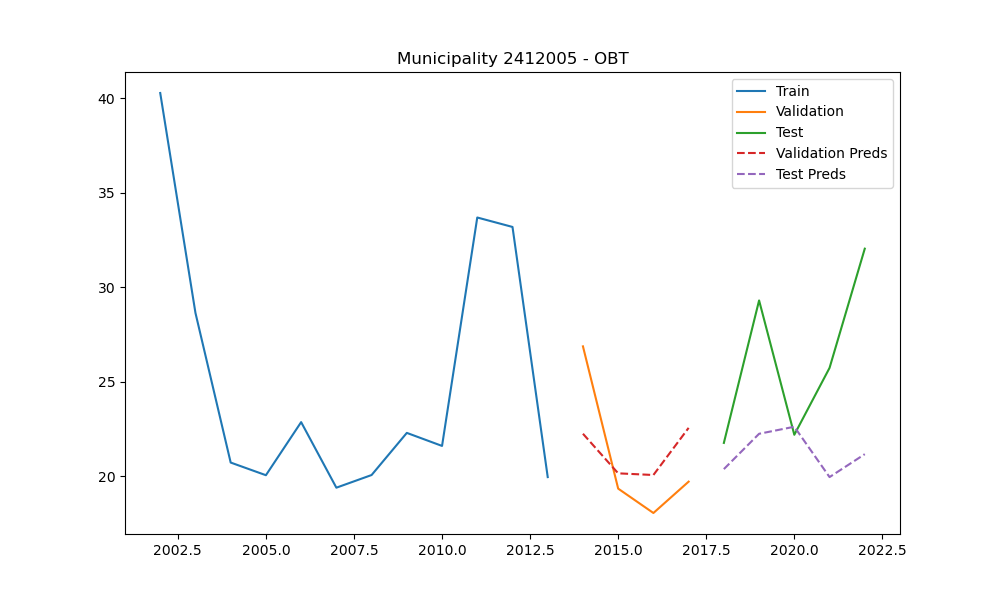 Municipality 2412005 - OBT
Train
Validation
Test
Validation Preds
Test Preds
40
35
30
25
20
2002.5 2005.0 2007.5 2010.0 2012.5 2015.0 2017.5 2020.0 2022.5